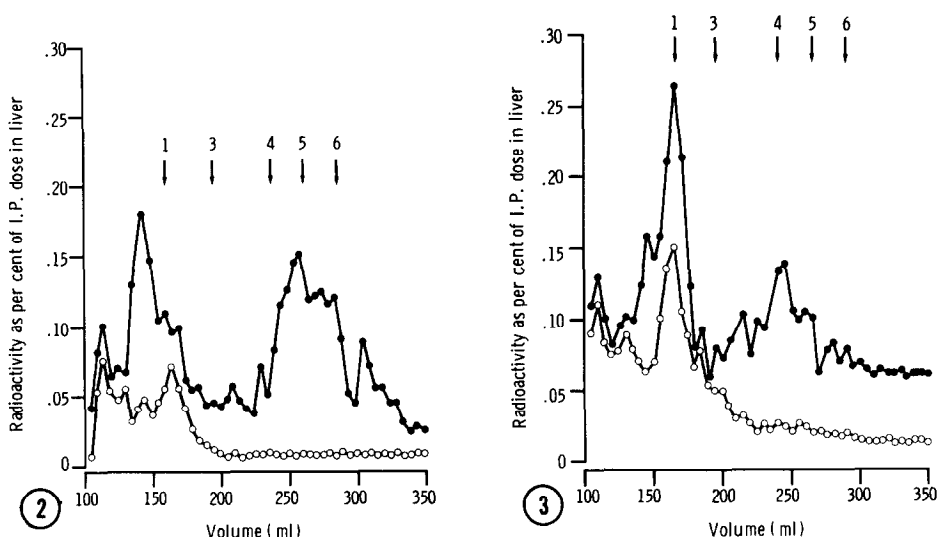 Radioactivity as per cent of I.P. dose in liver
.30
.25
.20
.15
.10
.05
0
1 3 4 5 6
100 150 200 250 300 350
Volume ( ml )
2
Radioactivity as per cent of I.P. dose in liver
.30
.25
.20
.15
.10
.05
0
1 3 4 5 6
100 150 200 250 300 350
Volume ( ml )
3